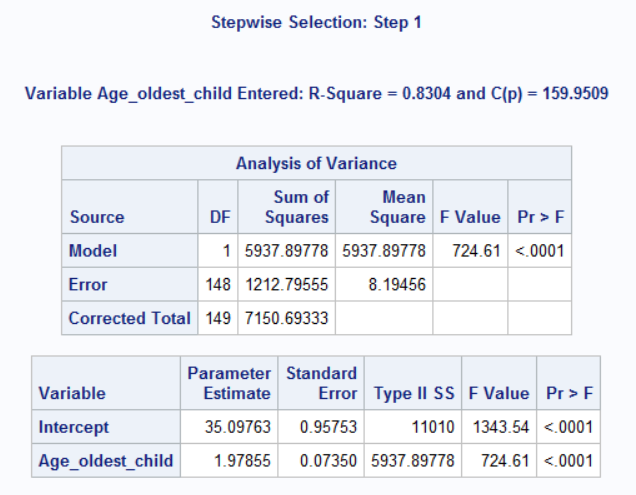 Stepwise Selection: Step 1
Variable Age_oldest_child Entered: R-Square = 0.8304 and C(p) = 159.9509
Analysis of Variance
Source DF Sum of Squares Mean Square F Value Pr > F
Model 1 5937.89778 5937.89778 724.61 <.0001
Error 148 1212.79555 8.19456
Corrected Total 149 7150.69333
Variable Parameter Estimate Standard Error Type II SS F Value Pr > F
Intercept 35.09763 0.95753 11010 1343.54 <.0001
Age_oldest_child 1.97855 0.07350 5937.89778 724.61 <.0001